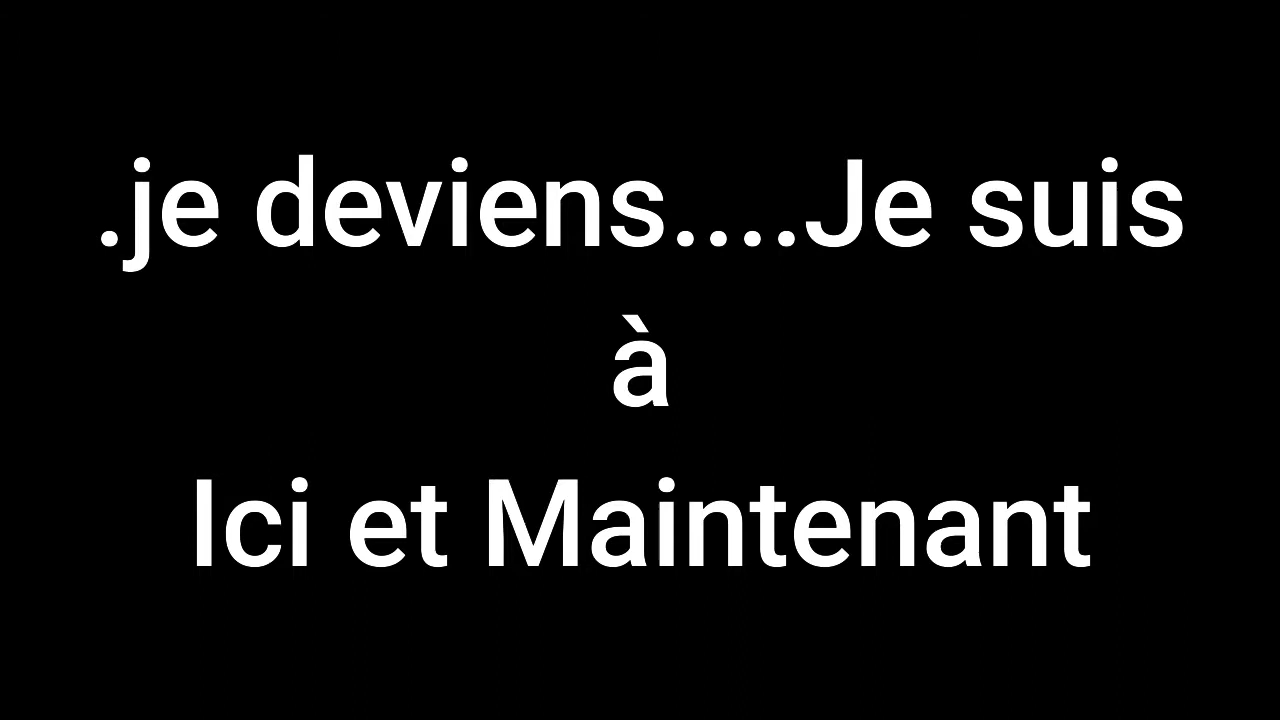 .je deviens....Je suis
à
Ici et Maintenant